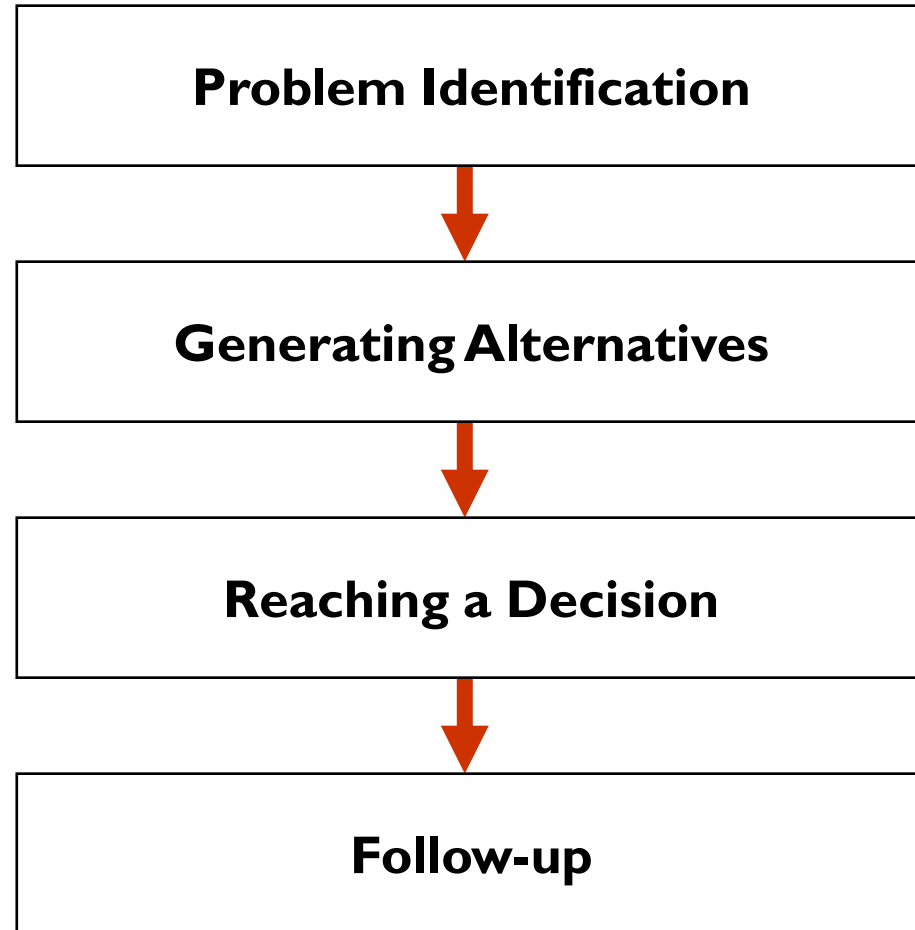 Problem Identification
Generating Alternatives
Reaching a Decision
Follow-up